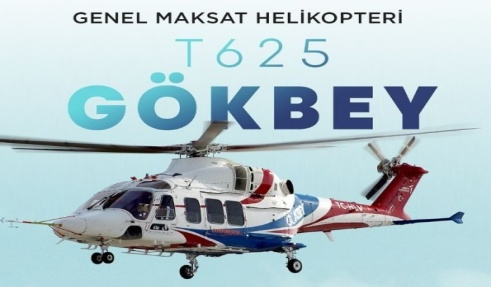 GENEL MAKSAT HELİKOPTERİ
T625
GÖKBEY